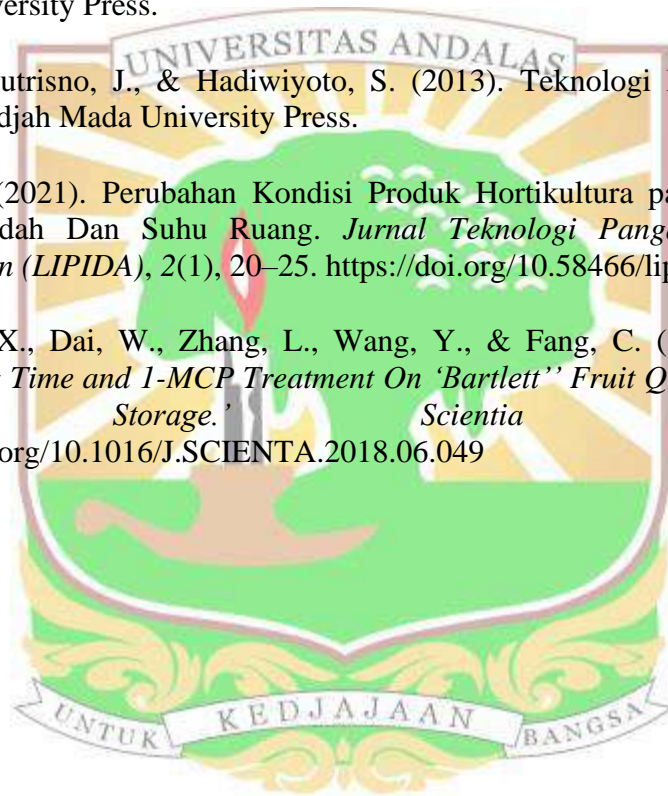 versity Press.
UNIVERSITAS ANDALAS
utrisno, J., & Hadiwiyoto, S. (2013). Teknologi
djah Mada University Press.
(2021). Perubahan Kondisi Produk Hortikultura pa
dah Dan Suhu Ruang. Jurnal Teknologi Pang
n (LIPIDA), 2(1), 20–25. https://doi.org/10.58466/lip
X., Dai, W., Zhang, L., Wang, Y., & Fang, C. (
Time and 1-MCP Treatment On ‘Bartlett’’ Fruit Q
Storage.’ Scientia
org/10.1016/J.SCIENTA.2018.06.049
UNTUK KEDJAJAAN BANGSA